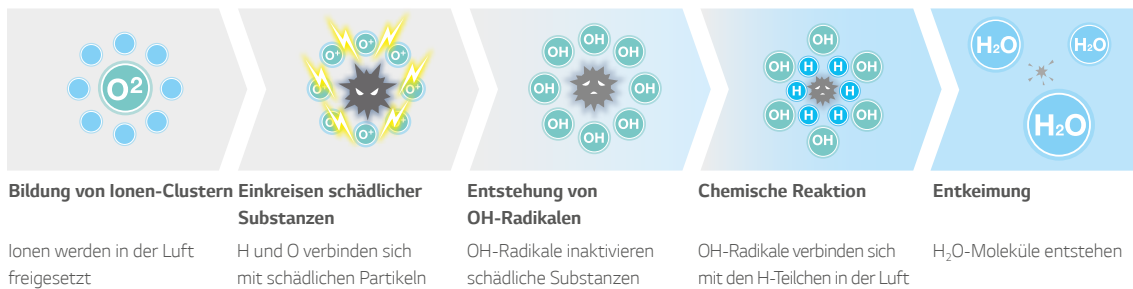 O²
O⁺ O⁺ O⁺ O⁺ O⁺ O⁺ O⁺ O⁺
OH OH OH OH OH OH OH OH
OH OH H H OH H H OH H H OH OH
H₂O H₂O H₂O
Bildung von Ionen-Clustern
Ionen werden in der Luft
freigesetzt
Einkreisen schädlicher
Substanzen
H und O verbinden sich
mit schädlichen Partikeln
Entstehung von
OH-Radikalen
OH-Radikale inaktivieren
schädliche Substanzen
Chemische Reaktion
OH-Radikale verbinden sich
mit den H-Teilchen in der Luft
Entkeimung
H₂O-Moleküle entstehen